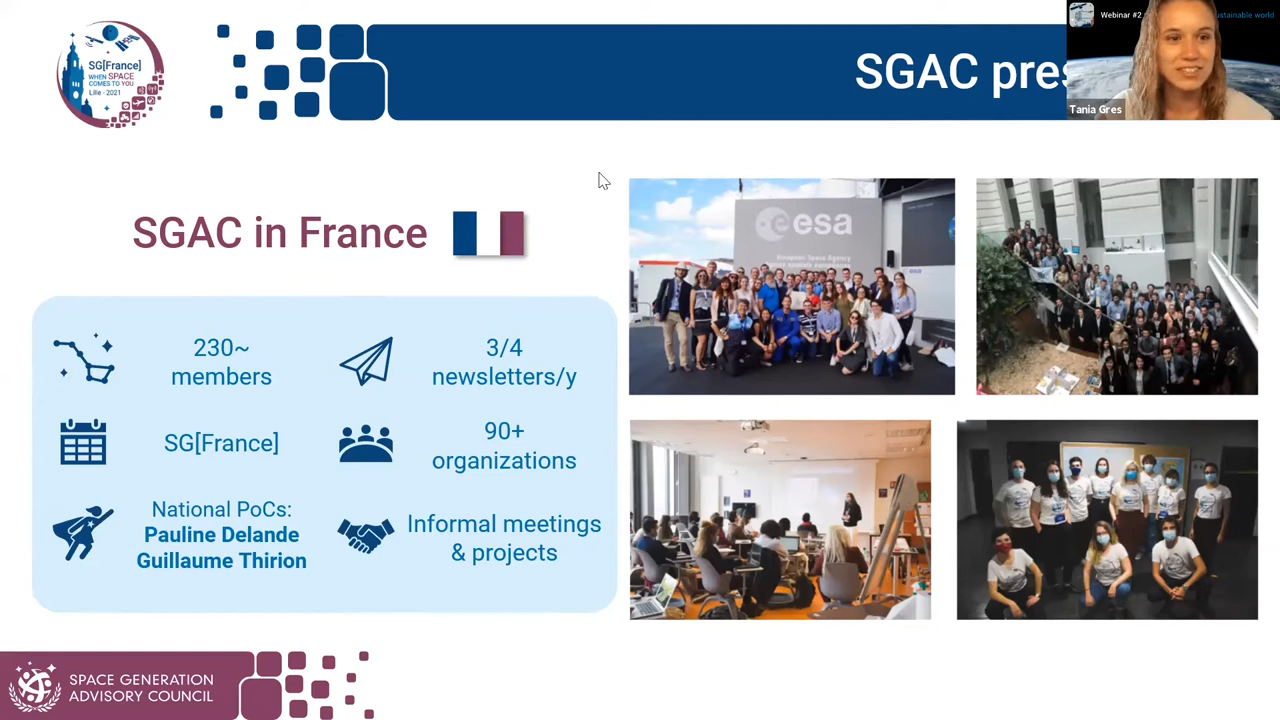 SG[France]
WHEN SPACE
COMES TO YOU
Lille · 2021
SGAC pres
Webinar #2
sustainable world
Tania Gres
SGAC in France
esa
European Space Agency
230~
members
3/4
newsletters/y
SG[France]
90+
organizations
National PoCs:
Pauline Delande
Guillaume Thirion
Informal meetings
& projects
SPACE GENERATION
ADVISORY COUNCIL